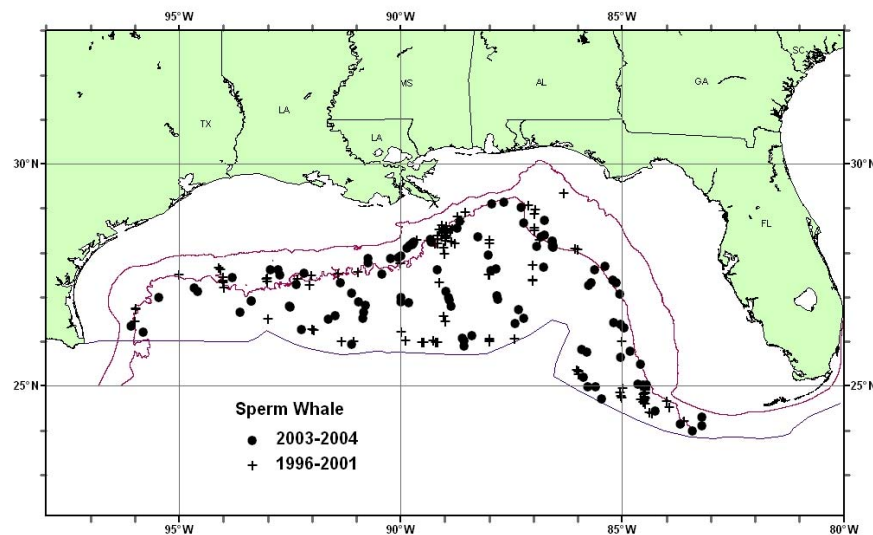 95°W 90°W 85°W 80°W
SC
MS AL GA
LA
TX
LA
30°N 30°N
FL
25°N 25°N
Sperm Whale
2003-2004
1996-2001
95°W 90°W 85°W 80°W